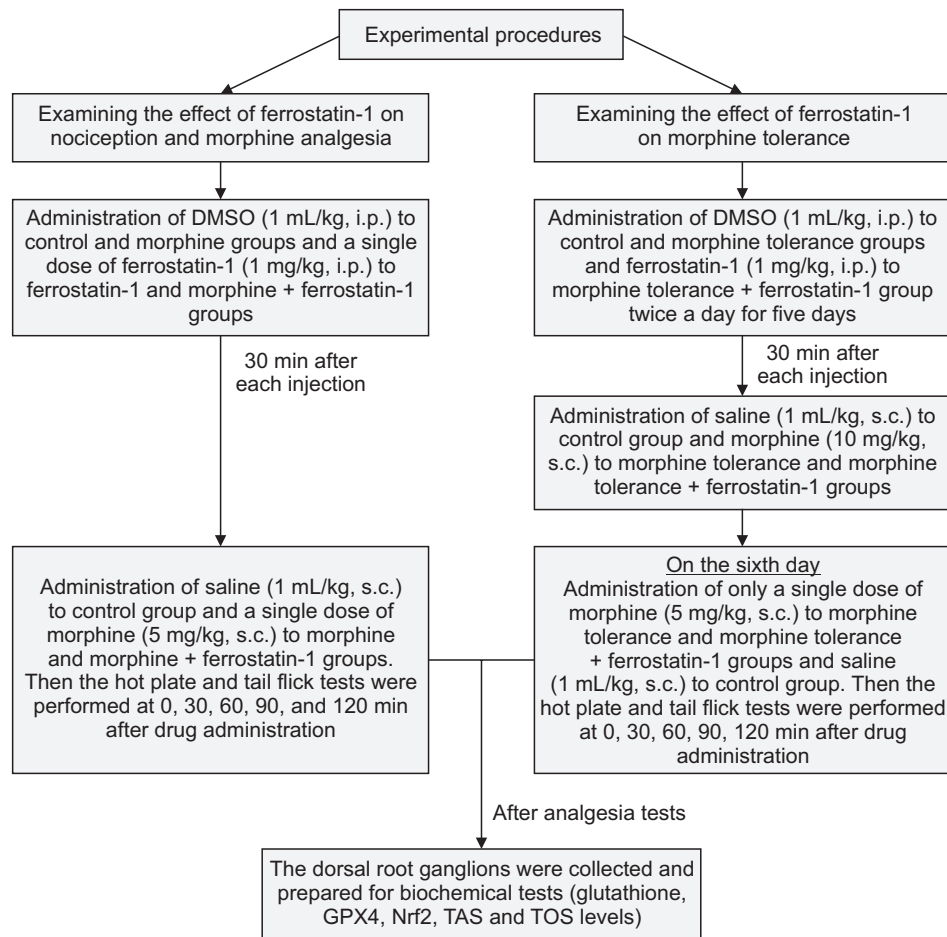 Experimental procedures
Examining the effect of ferrostatin-1 on
nociception and morphine analgesia
Examining the effect of ferrostatin-1
on morphine tolerance
Administration of DMSO (1 mL/kg, i.p.) to
control and morphine groups and a single
dose of ferrostatin-1 (1 mg/kg, i.p.) to
ferrostatin-1 and morphine + ferrostatin-1
groups
Administration of DMSO (1 mL/kg, i.p.) to
control and morphine tolerance groups
and ferrostatin-1 (1 mg/kg, i.p.) to
morphine tolerance + ferrostatin-1 group
twice a day for five days
30 min after
each injection
30 min after
each injection
Administration of saline (1 mL/kg, s.c.) to
control group and morphine (10 mg/kg,
s.c.) to morphine tolerance and morphine
tolerance + ferrostatin-1 groups
Administration of saline (1 mL/kg, s.c.)
to control group and a single dose of
morphine (5 mg/kg, s.c.) to morphine
and morphine + ferrostatin-1 groups.
Then the hot plate and tail flick tests were
performed at 0, 30, 60, 90, and 120 min
after drug administration
On the sixth day
Administration of only a single dose of
morphine (5 mg/kg, s.c.) to morphine
tolerance and morphine tolerance
+ ferrostatin-1 groups and saline
(1 mL/kg, s.c.) to control group. Then the
hot plate and tail flick tests were performed
at 0, 30, 60, 90, 120 min after drug
administration
After analgesia tests
The dorsal root ganglions were collected and
prepared for biochemical tests (glutathione,
GPX4, Nrf2, TAS and TOS levels)